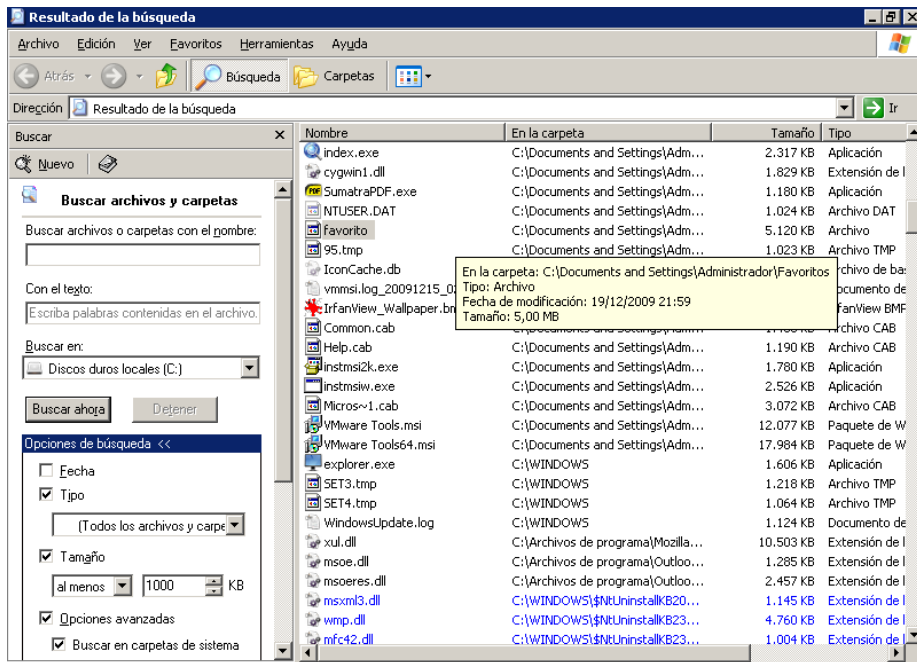 Resultado de la búsqueda
Archivo Edición Ver Favoritos Herramientas Ayuda
Atrás Búsqueda Carpetas
Dirección Resultado de la búsqueda Ir
Buscar
Nuevo
Buscar archivos y carpetas
Buscar archivos o carpetas con el nombre:
Con el texto:
Escriba palabras contenidas en el archivo.
Buscar en:
Discos duros locales (C:)
Buscar ahora Detener
Opciones de búsqueda <<
Fecha
Tipo
(Todos los archivos y carpe
Tamaño
al menos 1000 KB
Opciones avanzadas
Buscar en carpetas de sistema
Nombre En la carpeta Tamaño Tipo
index.exe C:\Documents and Settings\Adm... 2.317 KB Aplicación
cygwin1.dll C:\Documents and Settings\Adm... 1.829 KB Extensión de l
PDF SumatraPDF.exe C:\Documents and Settings\Adm... 1.180 KB Aplicación
NTUSER.DAT C:\Documents and Settings\Adm... 1.024 KB Archivo DAT
favorito C:\Documents and Settings\Adm... 5.120 KB Archivo
95.tmp C:\Documents and Settings\Adm... 1.023 KB Archivo TMP
IconCache.db rchivo de ba
vmmsi.log_20091215_0 ocumento de
IrfanView_Wallpaper.bm fanView BMP
Common.cab KB Archivo CAB
En la carpeta: C:\Documents and Settings\Administrador\Favoritos
Tipo: Archivo
Fecha de modificación: 19/12/2009 21:59
Tamaño: 5,00 MB
Help.cab C:\Documents and Settings\Adm... 1.190 KB Archivo CAB
instmsi2k.exe C:\Documents and Settings\Adm... 1.780 KB Aplicación
instmsiw.exe C:\Documents and Settings\Adm... 2.526 KB Aplicación
Micros~1.cab C:\Documents and Settings\Adm... 3.072 KB Archivo CAB
VMware Tools.msi C:\Documents and Settings\Adm... 12.077 KB Paquete de W
VMware Tools64.msi C:\Documents and Settings\Adm... 17.984 KB Paquete de W
explorer.exe C:\WINDOWS 1.606 KB Aplicación
SET3.tmp C:\WINDOWS 1.218 KB Archivo TMP
SET4.tmp C:\WINDOWS 1.064 KB Archivo TMP
WindowsUpdate.log C:\WINDOWS 1.124 KB Documento de
xul.dll C:\Archivos de programa\Mozilla... 10.503 KB Extensión de l
msoe.dll C:\Archivos de programa\Outloo... 1.285 KB Extensión de l
msoeres.dll C:\Archivos de programa\Outloo... 2.457 KB Extensión de l
msxml3.dll C:\WINDOWS\$NtUninstallKB20... 1.145 KB Extensión de l
wmp.dll C:\WINDOWS\$NtUninstallKB23... 4.760 KB Extensión de l
mfc42.dll C:\WINDOWS\$NtUninstallKB23... 1.004 KB Extensión de l